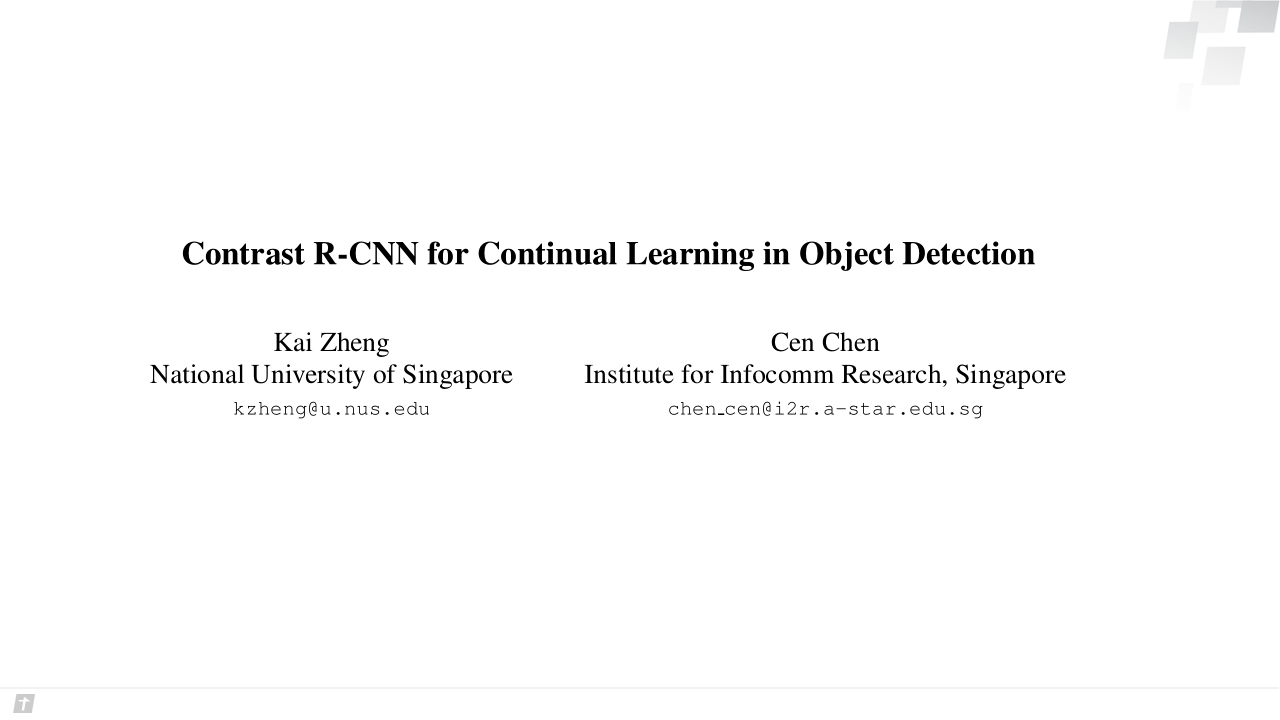 Contrast R-CNN for Continual Learning in Object Detection
Kai Zheng
National University of Singapore
kzheng@u.nus.edu
Cen Chen
Institute for Infocomm Research, Singapore
chen_cen@i2r.a-star.edu.sg